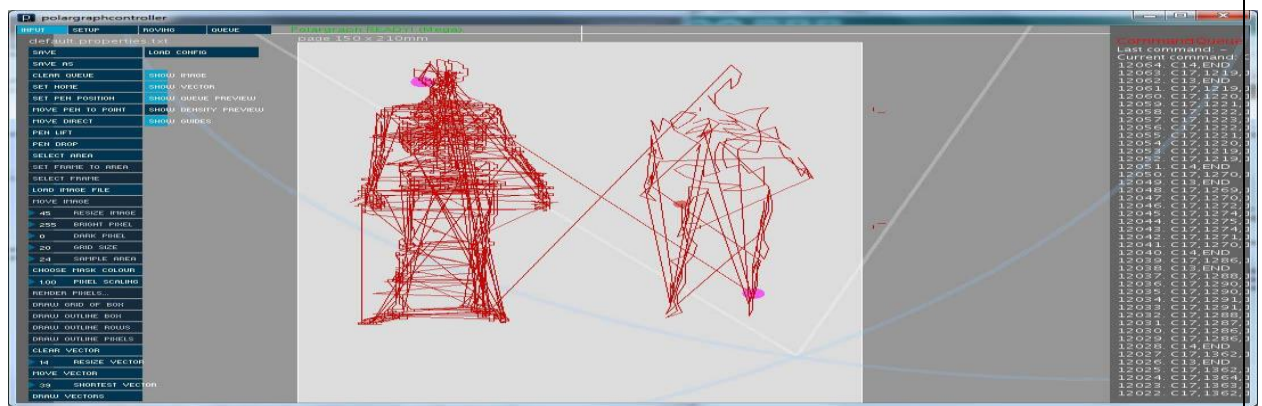 polargraphcontroller
INPUT SETUP ROVING QUEUE
Polargraph READY!
default.properties.txt
page 150 x 210mm
SAVE
LOAD CONFIG
SAVE AS
CLEAR QUEUE
SHOW IMAGE
SET HOME
SHOW VECTOR
SET PEN POSITION
SHOW QUEUE PREVIEW
MOVE PEN TO POINT
SHOW DENSITY PREVIEW
MOVE DIRECT
SHOW GUIDES
PEN LIFT
PEN DROP
SELECT AREA
SET FRAME TO AREA
SELECT FRAME
LOAD IMAGE FILE
MOVE IMAGE
45 RESIZE IMAGE
255 BRIGHT PIXEL
0 DARK PIXEL
20 GRID SIZE
24 SAMPLE AREA
CHOOSE MASK COLOUR
1.00 PIXEL SCALING
RENDER PIXELS...
DRAW GRID OF BOX
DRAW OUTLINE BOX
DRAW OUTLINE ROWS
DRAW OUTLINE PIXELS
CLEAR VECTOR
14 RESIZE VECTOR
MOVE VECTOR
39 SHORTEST VECTOR
DRAW VECTORS
CommandQueue
Last command: -
Current command:
12064. C14,END
12063. C17,1219,
12062. C13,END
12061. C17,1219,
12060. C17,1220,
12059. C17,1221,
12058. C17,1222,
12057. C17,1223,
12056. C17,1222,
12055. C17,1221,
12054. C17,1220,
12053. C17,1219,
12052. C17,1219,
12051. C14,END
12050. C17,1270,
12049. C13,END
12048. C17,1269,
12047. C17,1270,
12046. C17,1272,
12045. C17,1274,
12044. C17,1275,
12043. C17,1274,
12042. C17,1271,
12041. C17,1270,
12040. C14,END
12039. C17,1286,
12038. C13,END
12037. C17,1288,
12036. C17,1290,
12035. C17,1290,
12034. C17,1291,
12033. C17,1291,
12032. C17,1288,
12031. C17,1287,
12030. C17,1286,
12029. C17,1286,
12028. C14,END
12027. C17,1362,
12026. C13,END
12025. C17,1362,
12024. C17,1364,
12023. C17,1363,
12022. C17,1362,